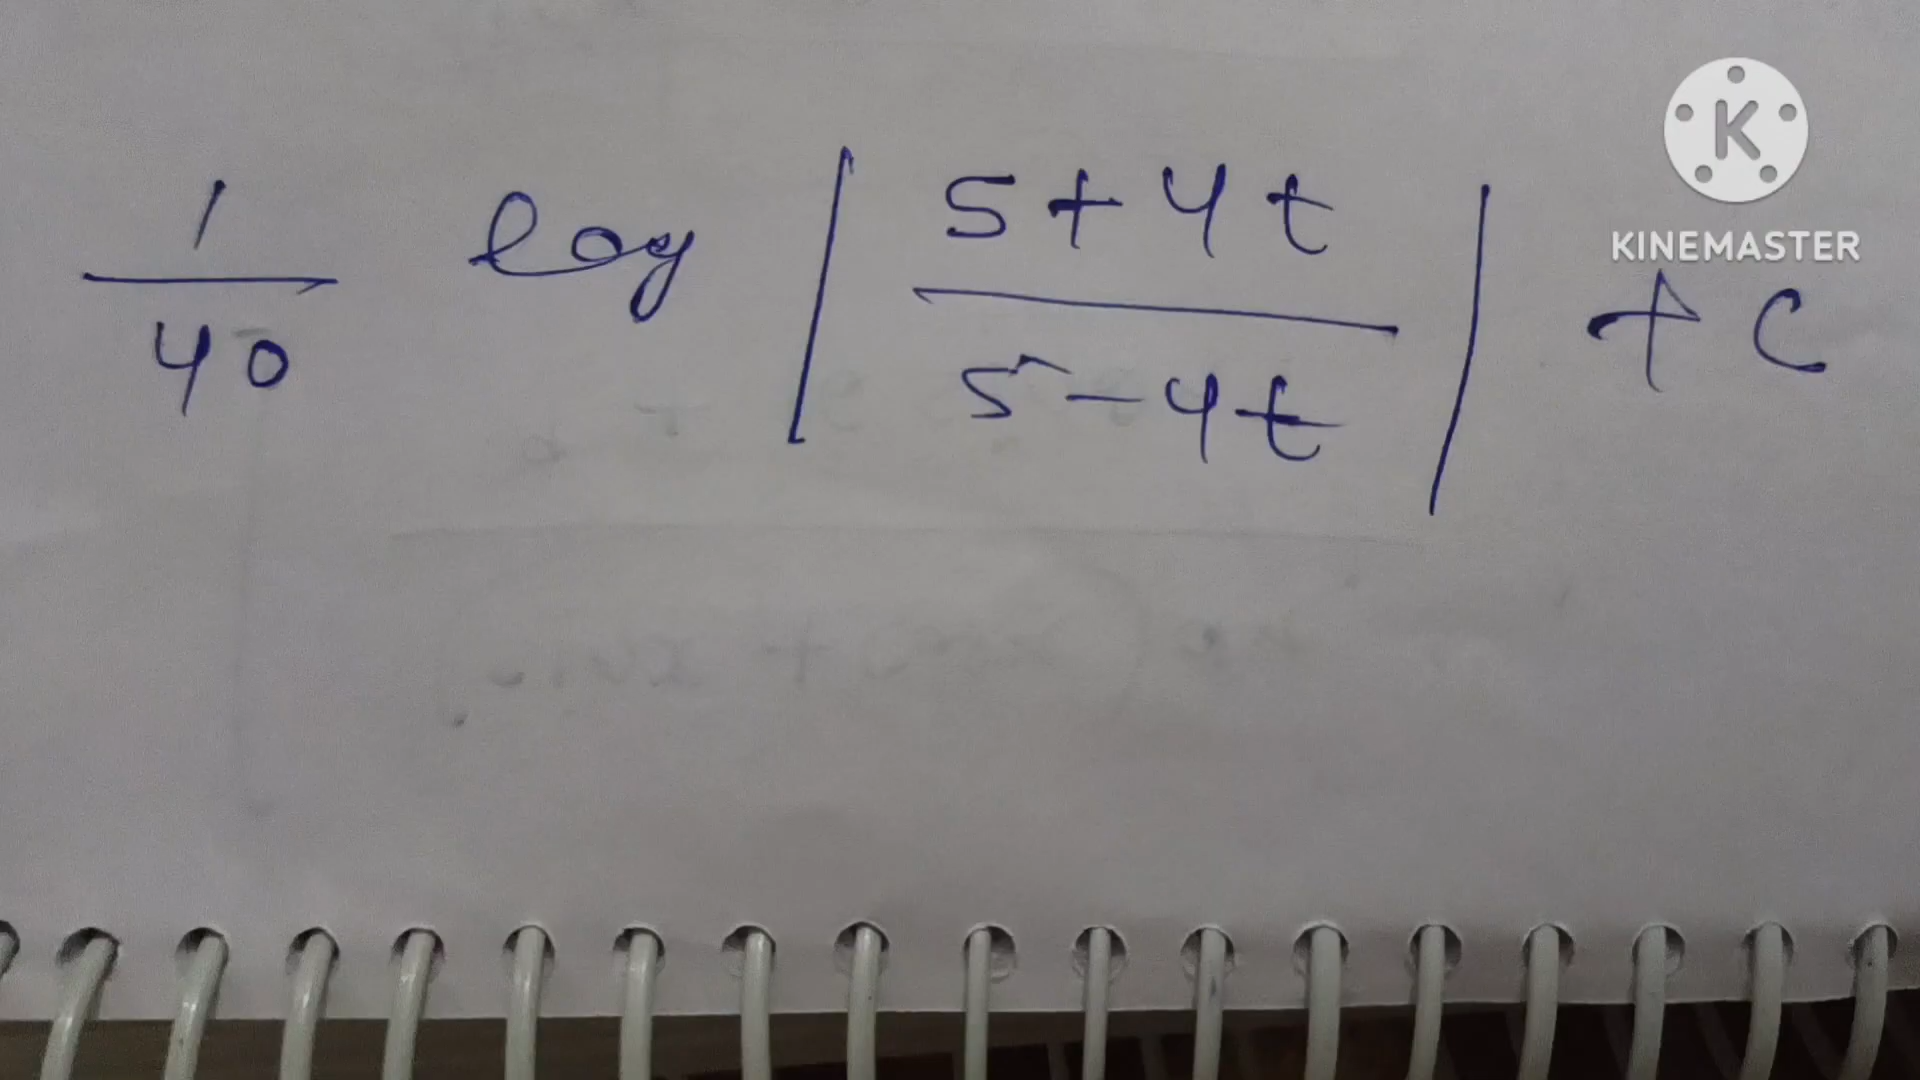 1/40 log | (5+4t)/(5-4t) | + c
K
KINEMASTER